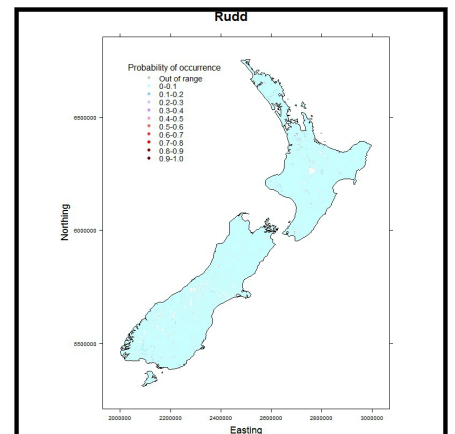 Rudd
Probability of occurrence
Out of range
0-0.1
0.1-0.2
0.2-0.3
0.3-0.4
0.4-0.5
0.5-0.6
0.6-0.7
0.7-0.8
0.8-0.9
0.9-1.0
6500000
6000000
5500000
Northing
2000000 2200000 2400000 2600000 2800000 3000000
Easting